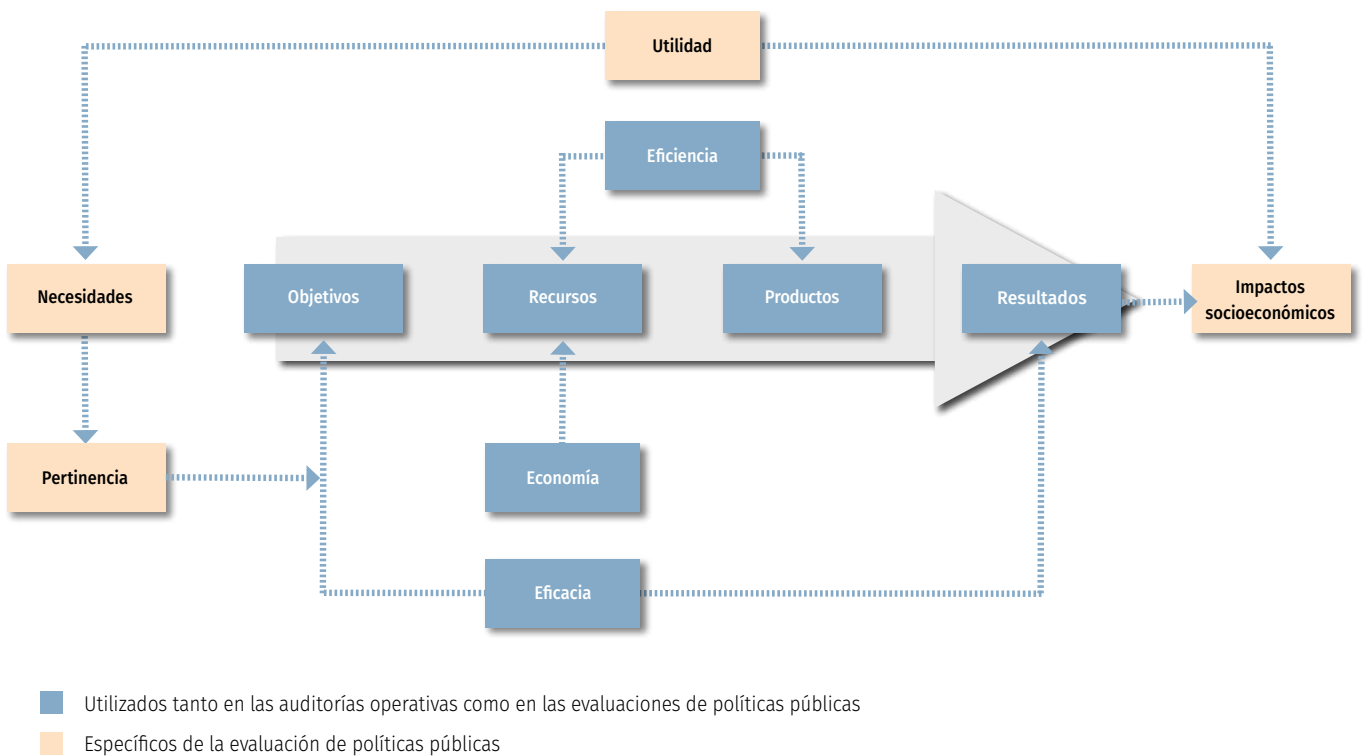 Utilidad
Eficiencia
Necesidades
Objetivos
Recursos
Productos
Resultados
Impactos
socioeconómicos
Pertinencia
Economía
Eficacia
Utilizados tanto en las auditorías operativas como en las evaluaciones de políticas públicas
Específicos de la evaluación de políticas públicas